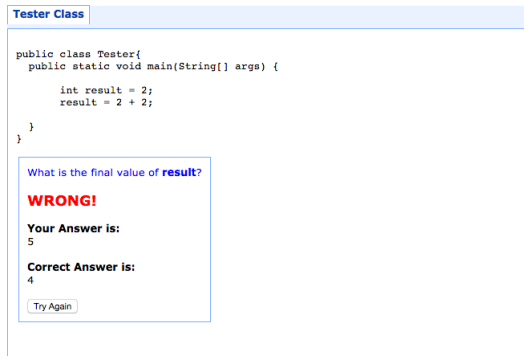 Tester Class
public class Tester{
public static void main(String[] args) {
int result = 2;
result = 2 + 2;
}
}
What is the final value of result?
WRONG!
Your Answer is:
5
Correct Answer is:
4
Try Again